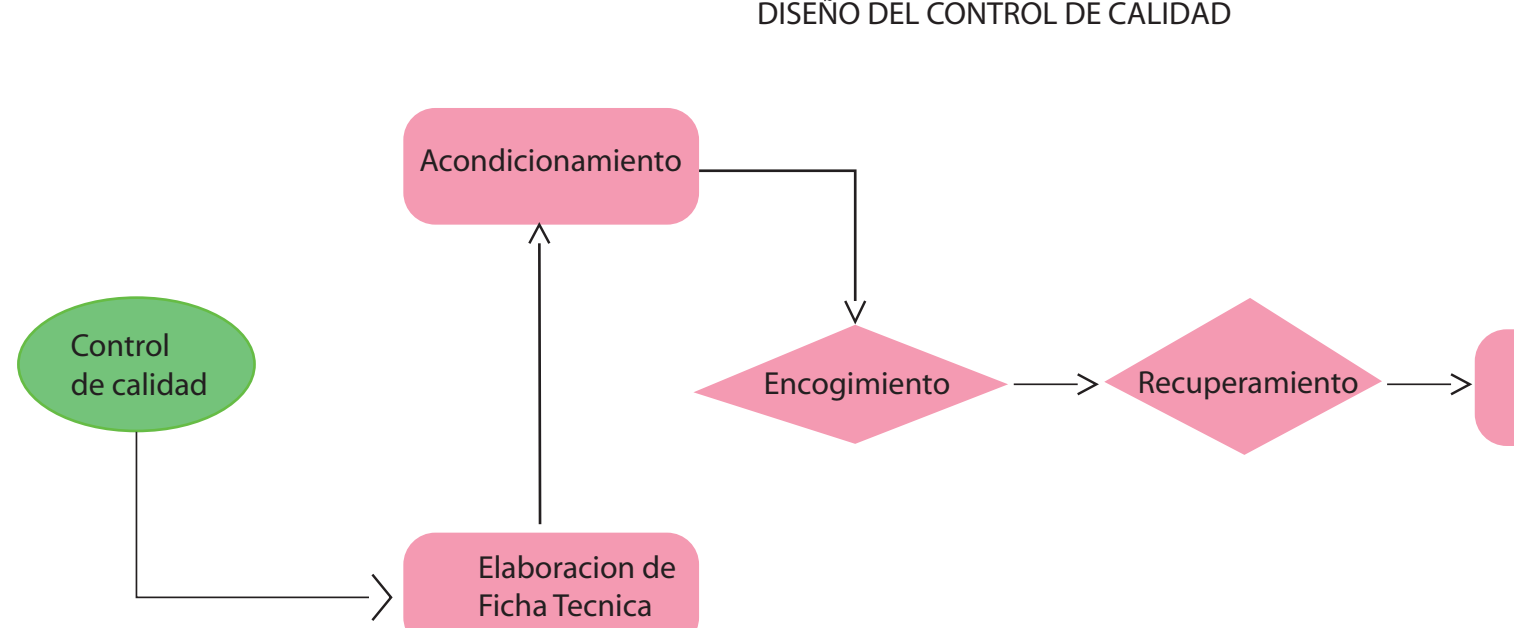 DISEÑO DEL CONTROL DE CALIDAD
Acondicionamiento
Control
de calidad
Encogimiento
Recuperamiento
Elaboracion de
Ficha Tecnica